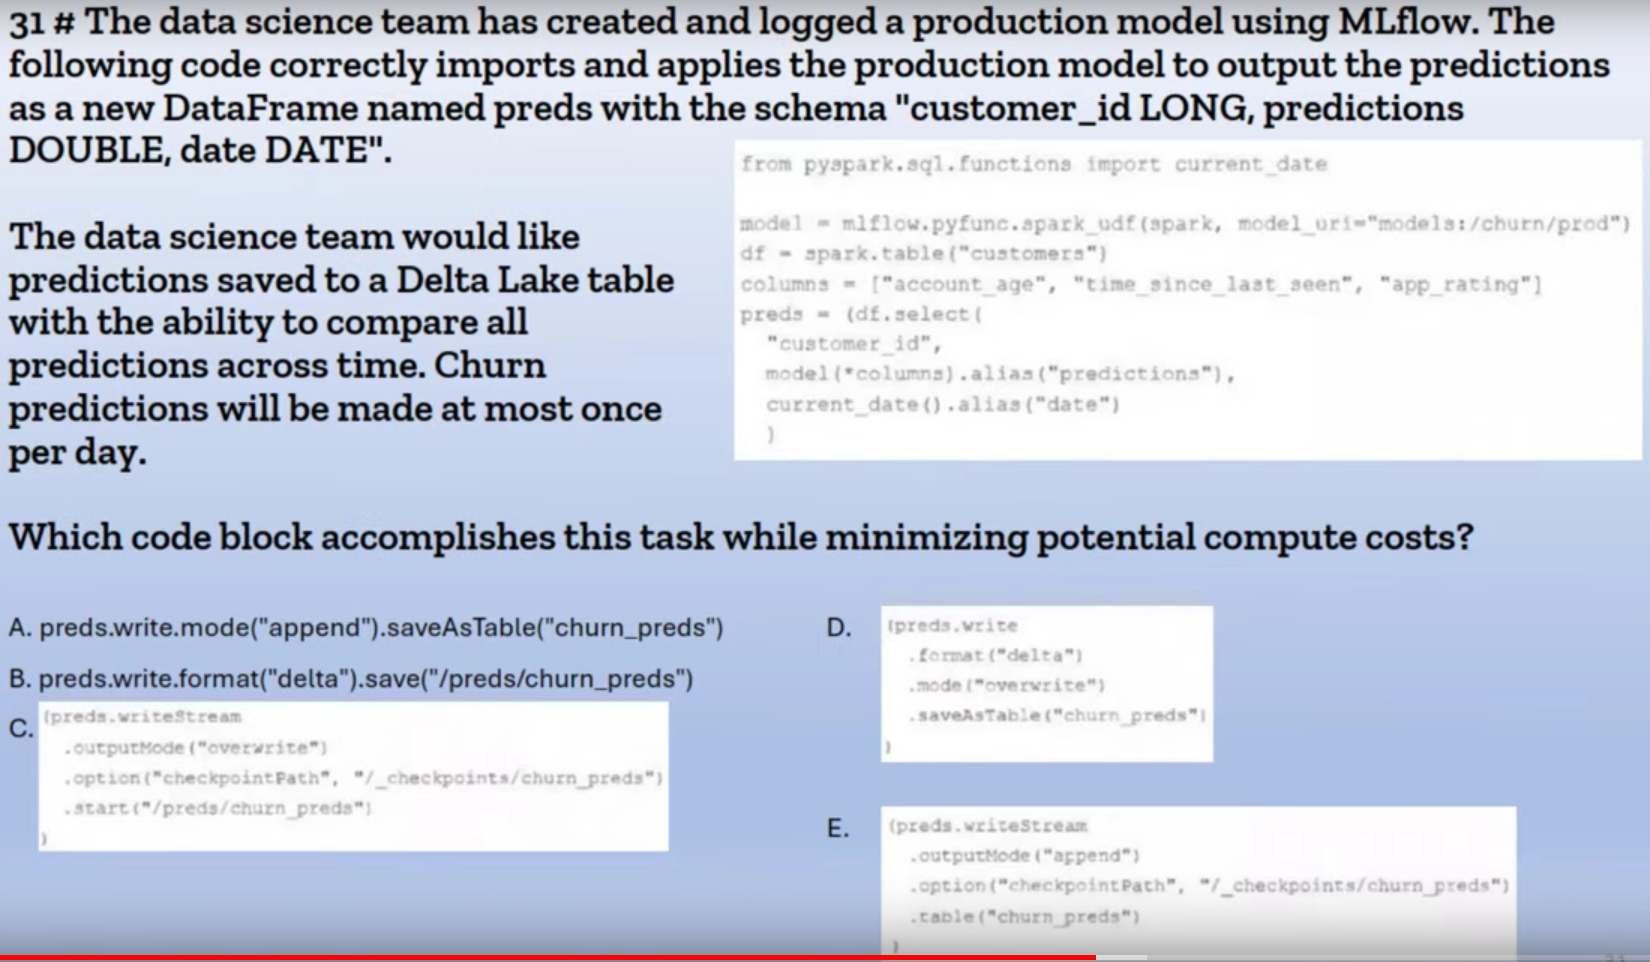 31 # The data science team has created and logged a production model using MLflow. The
following code correctly imports and applies the production model to output the predictions
as a new DataFrame named preds with the schema "customer_id LONG, predictions
DOUBLE, date DATE".
from pyspark.sql.functions import current_date
model = mlflow.pyfunc.spark_udf(spark, model_uri="models:/churn/prod")
df = spark.table("customers")
columns = ["account_age", "time_since_last_seen", "app_rating"]
preds = (df.select(
"customer_id",
model(*columns).alias("predictions"),
current_date().alias("date")
)
The data science team would like
predictions saved to a Delta Lake table
with the ability to compare all
predictions across time. Churn
predictions will be made at most once
per day.
Which code block accomplishes this task while minimizing potential compute costs?
A. preds.write.mode("append").saveAsTable("churn_preds")
B. preds.write.format("delta").save("/preds/churn_preds")
C.
(preds.writeStream
.outputMode("overwrite")
.option("checkpointPath", "/_checkpoints/churn_preds")
.start("/preds/churn_preds")
)
D.
(preds.write
.format("delta")
.mode("overwrite")
.saveAsTable("churn_preds")
)
E.
(preds.writeStream
.outputMode("append")
.option("checkpointPath", "/_checkpoints/churn_preds")
.table("churn_preds")
)